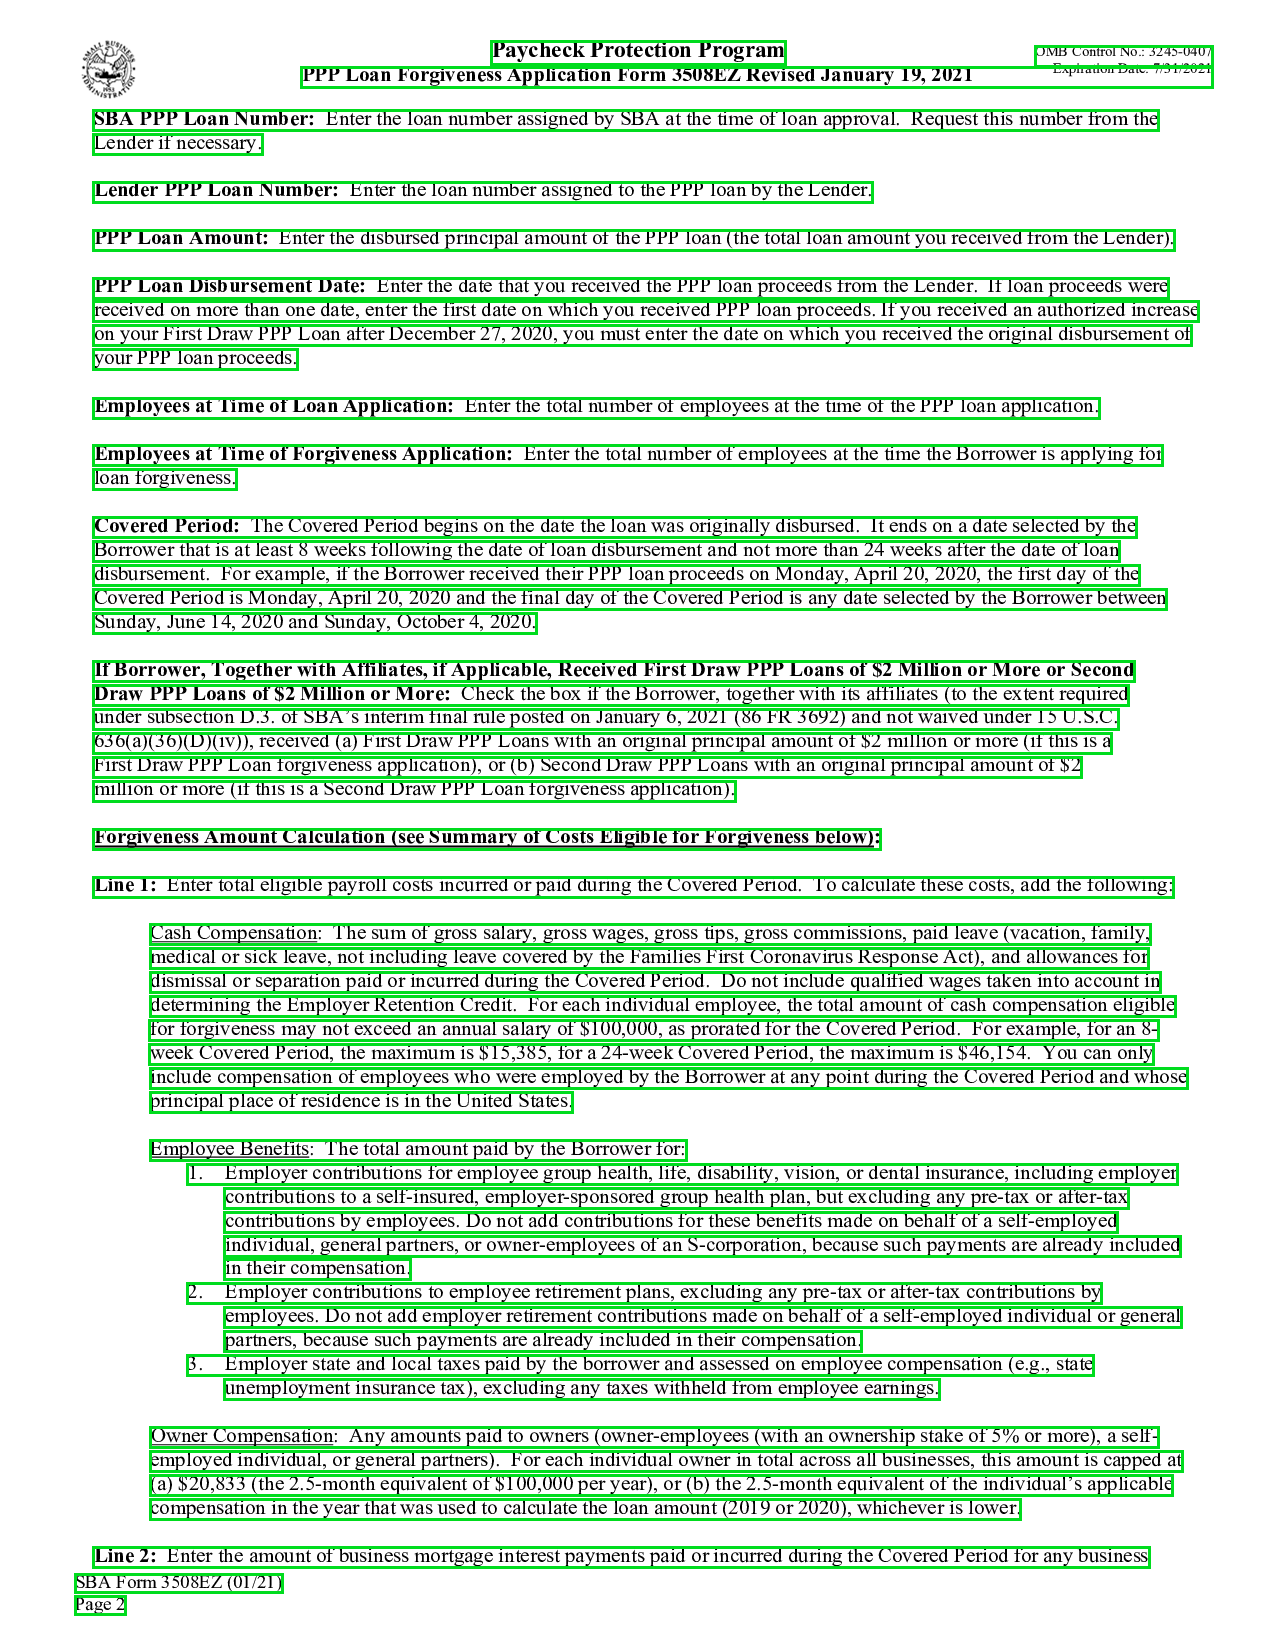 Paycheck Protection Program
OMB Control No.: 3245-0407
PPP Loan Forgiveness Application Form 3508EZ Revised January 19, 2021
Expiration Date: 7/31/2021
SBA PPP Loan Number: Enter the loan number assigned by SBA at the time of loan approval. Request this number from the
Lender if necessary.
Lender PPP Loan Number: Enter the loan number assigned to the PPP loan by the Lender.
PPP Loan Amount: Enter the disbursed principal amount of the PPP loan (the total loan amount you received from the Lender).
PPP Loan Disbursement Date: Enter the date that you received the PPP loan proceeds from the Lender. If loan proceeds were
received on more than one date, enter the first date on which you received PPP loan proceeds. If you received an authorized increase
on your First Draw PPP Loan after December 27, 2020, you must enter the date on which you received the original disbursement of
your PPP loan proceeds.
Employees at Time of Loan Application: Enter the total number of employees at the time of the PPP loan application.
Employees at Time of Forgiveness Application: Enter the total number of employees at the time the Borrower is applying for
loan forgiveness.
Covered Period: The Covered Period begins on the date the loan was originally disbursed. It ends on a date selected by the
Borrower that is at least 8 weeks following the date of loan disbursement and not more than 24 weeks after the date of loan
disbursement. For example, if the Borrower received their PPP loan proceeds on Monday, April 20, 2020, the first day of the
Covered Period is Monday, April 20, 2020 and the final day of the Covered Period is any date selected by the Borrower between
Sunday, June 14, 2020 and Sunday, October 4, 2020.
If Borrower, Together with Affiliates, if Applicable, Received First Draw PPP Loans of $2 Million or More or Second
Draw PPP Loans of $2 Million or More: Check the box if the Borrower, together with its affiliates (to the extent required
under subsection D.3. of SBA’s interim final rule posted on January 6, 2021 (86 FR 3692) and not waived under 15 U.S.C.
636(a)(36)(D)(iv)), received (a) First Draw PPP Loans with an original principal amount of $2 million or more (if this is a
First Draw PPP Loan forgiveness application), or (b) Second Draw PPP Loans with an original principal amount of $2
million or more (if this is a Second Draw PPP Loan forgiveness application).
Forgiveness Amount Calculation (see Summary of Costs Eligible for Forgiveness below):
Line 1: Enter total eligible payroll costs incurred or paid during the Covered Period. To calculate these costs, add the following:
Cash Compensation: The sum of gross salary, gross wages, gross tips, gross commissions, paid leave (vacation, family,
medical or sick leave, not including leave covered by the Families First Coronavirus Response Act), and allowances for
dismissal or separation paid or incurred during the Covered Period. Do not include qualified wages taken into account in
determining the Employer Retention Credit. For each individual employee, the total amount of cash compensation eligible
for forgiveness may not exceed an annual salary of $100,000, as prorated for the Covered Period. For example, for an 8-
week Covered Period, the maximum is $15,385, for a 24-week Covered Period, the maximum is $46,154. You can only
include compensation of employees who were employed by the Borrower at any point during the Covered Period and whose
principal place of residence is in the United States.
Employee Benefits: The total amount paid by the Borrower for:
1. Employer contributions for employee group health, life, disability, vision, or dental insurance, including employer
contributions to a self-insured, employer-sponsored group health plan, but excluding any pre-tax or after-tax
contributions by employees. Do not add contributions for these benefits made on behalf of a self-employed
individual, general partners, or owner-employees of an S-corporation, because such payments are already included
in their compensation.
2. Employer contributions to employee retirement plans, excluding any pre-tax or after-tax contributions by
employees. Do not add employer retirement contributions made on behalf of a self-employed individual or general
partners, because such payments are already included in their compensation.
3. Employer state and local taxes paid by the borrower and assessed on employee compensation (e.g., state
unemployment insurance tax), excluding any taxes withheld from employee earnings.
Owner Compensation: Any amounts paid to owners (owner-employees (with an ownership stake of 5% or more), a self-
employed individual, or general partners). For each individual owner in total across all businesses, this amount is capped at
(a) $20,833 (the 2.5-month equivalent of $100,000 per year), or (b) the 2.5-month equivalent of the individual’s applicable
compensation in the year that was used to calculate the loan amount (2019 or 2020), whichever is lower.
Line 2: Enter the amount of business mortgage interest payments paid or incurred during the Covered Period for any business
SBA Form 3508EZ (01/21)
Page 2